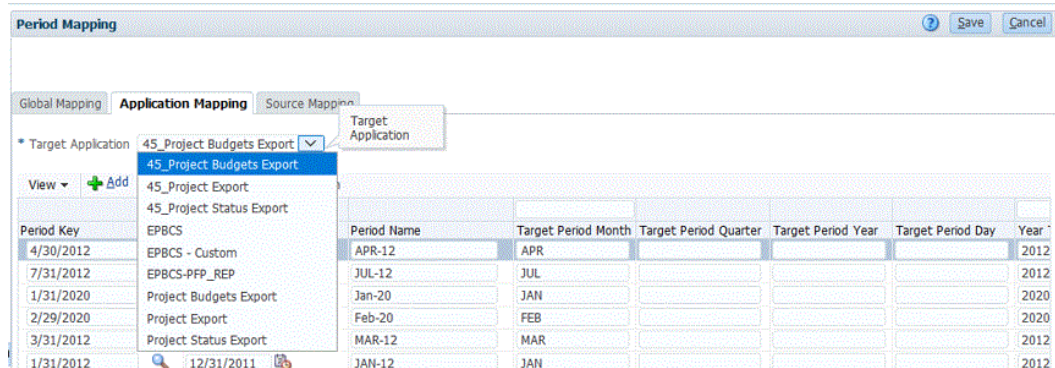 Period Mapping Save Cancel
Global Mapping Application Mapping Source Mapping
Target
Application
* Target Application 45_Project Budgets Export
45_Project Budgets Export
View Add 45_Project Export
45_Project Status Export
EPBCS
Period Key Period Name Target Period Month Target Period Quarter Target Period Year Target Period Day Year
4/30/2012 EPBCS - Custom APR-12 APR 2012
7/31/2012 EPBCS-PFP_REP JUL-12 JUL 2012
1/31/2020 Project Budgets Export Jan-20 JAN 2020
2/29/2020 Project Export Feb-20 FEB 2020
3/31/2012 Project Status Export MAR-12 MAR 2012
1/31/2012 12/31/2011 JAN-12 JAN 2012